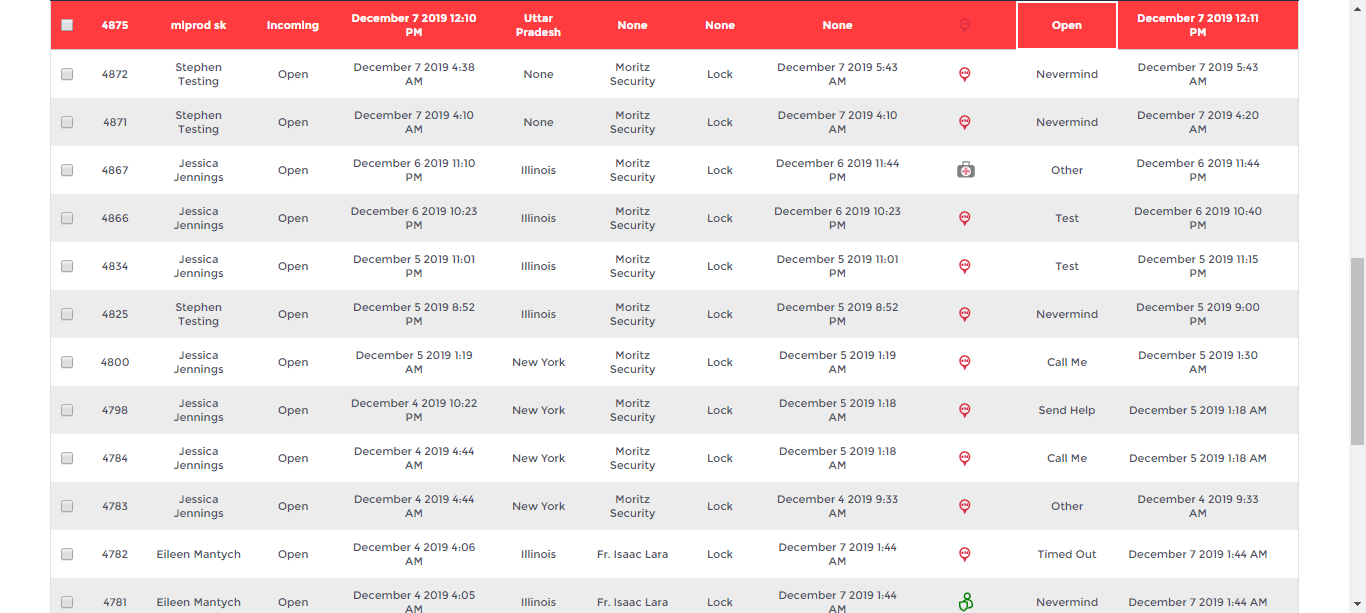 4875 miprod sk Incoming December 7 2019 12:10 PM Uttar Pradesh None None None Open December 7 2019 12:11 PM
4872 Stephen Testing Open December 7 2019 4:38 AM None Moritz Security Lock December 7 2019 5:43 AM Nevermind December 7 2019 5:43 AM
4871 Stephen Testing Open December 7 2019 4:10 AM None Moritz Security Lock December 7 2019 4:10 AM Nevermind December 7 2019 4:20 AM
4867 Jessica Jennings Open December 6 2019 11:10 PM Illinois Moritz Security Lock December 6 2019 11:44 PM Other December 6 2019 11:44 PM
4866 Jessica Jennings Open December 6 2019 10:23 PM Illinois Moritz Security Lock December 6 2019 10:23 PM Test December 6 2019 10:40 PM
4834 Jessica Jennings Open December 5 2019 11:01 PM Illinois Moritz Security Lock December 5 2019 11:01 PM Test December 5 2019 11:15 PM
4825 Stephen Testing Open December 5 2019 8:52 PM Illinois Moritz Security Lock December 5 2019 8:52 PM Nevermind December 5 2019 9:00 PM
4800 Jessica Jennings Open December 5 2019 1:19 AM New York Moritz Security Lock December 5 2019 1:19 AM Call Me December 5 2019 1:30 AM
4798 Jessica Jennings Open December 4 2019 10:22 PM New York Moritz Security Lock December 5 2019 1:18 AM Send Help December 5 2019 1:18 AM
4784 Jessica Jennings Open December 4 2019 4:44 AM New York Moritz Security Lock December 5 2019 1:18 AM Call Me December 5 2019 1:18 AM
4783 Jessica Jennings Open December 4 2019 4:44 AM New York Moritz Security Lock December 4 2019 9:33 AM Other December 4 2019 9:33 AM
4782 Eileen Mantych Open December 4 2019 4:06 AM Illinois Fr. Isaac Lara Lock December 7 2019 1:44 AM Timed Out December 7 2019 1:44 AM
4781 Eileen Mantych Open December 4 2019 4:05 AM Illinois Fr. Isaac Lara Lock December 7 2019 1:44 AM Nevermind December 7 2019 1:44 AM